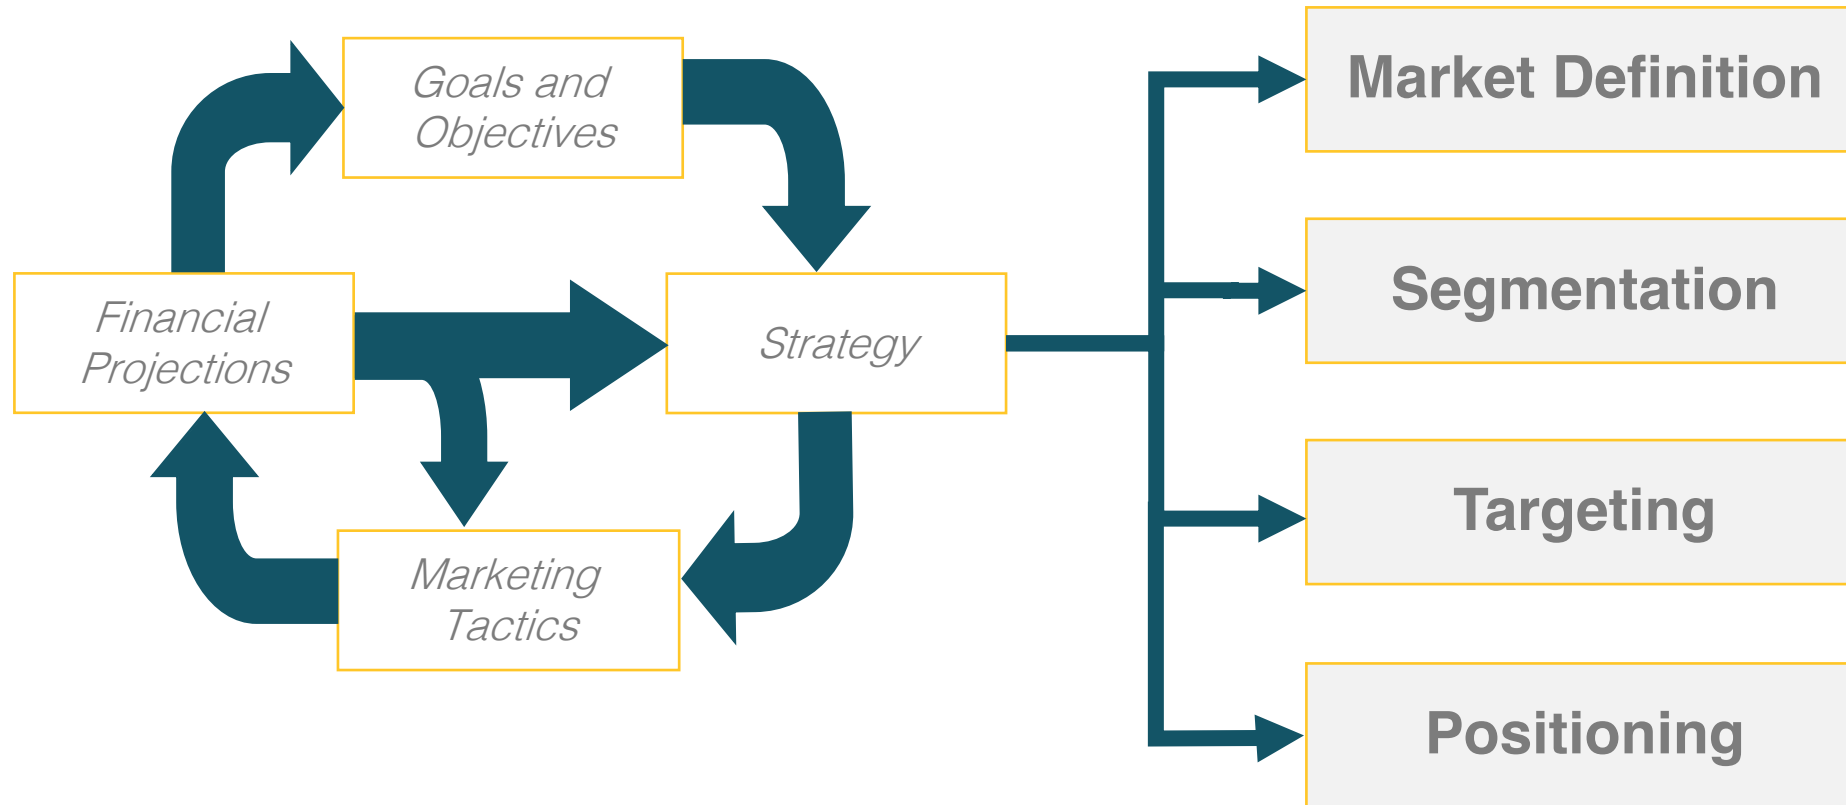 Goals and
Objectives
Financial
Projections
Strategy
Marketing
Tactics
Market Definition
Segmentation
Targeting
Positioning